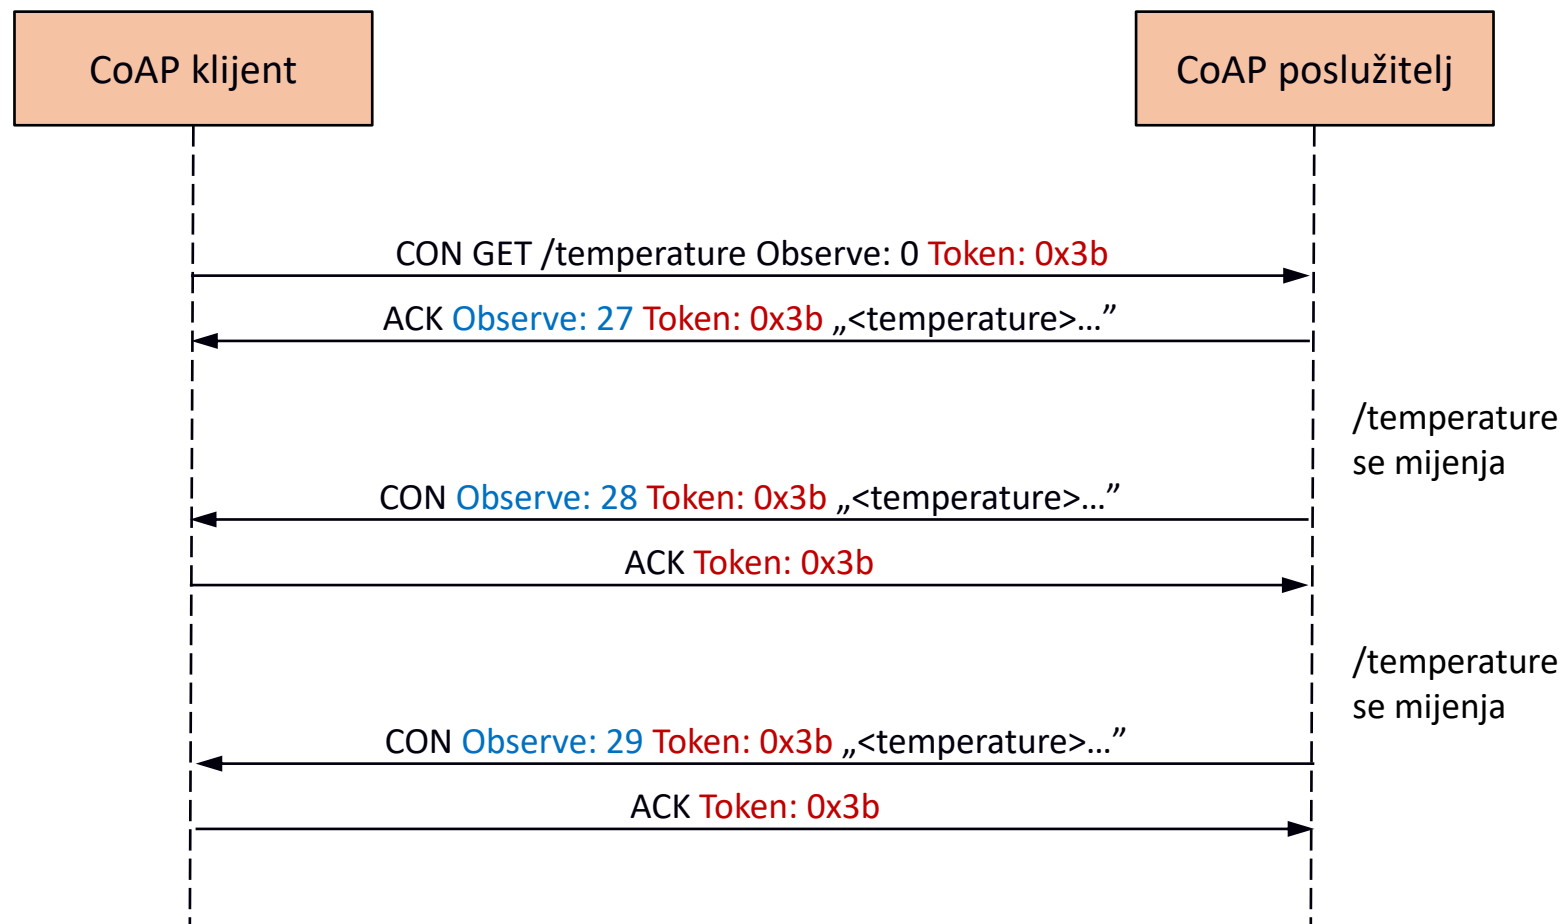 CoAP klijent
CoAP poslužitelj
CON GET /temperature Observe: 0 Token: 0x3b
ACK Observe: 27 Token: 0x3b „<temperature>…”
/temperature
se mijenja
CON Observe: 28 Token: 0x3b „<temperature>…”
ACK Token: 0x3b
/temperature
se mijenja
CON Observe: 29 Token: 0x3b „<temperature>…”
ACK Token: 0x3b